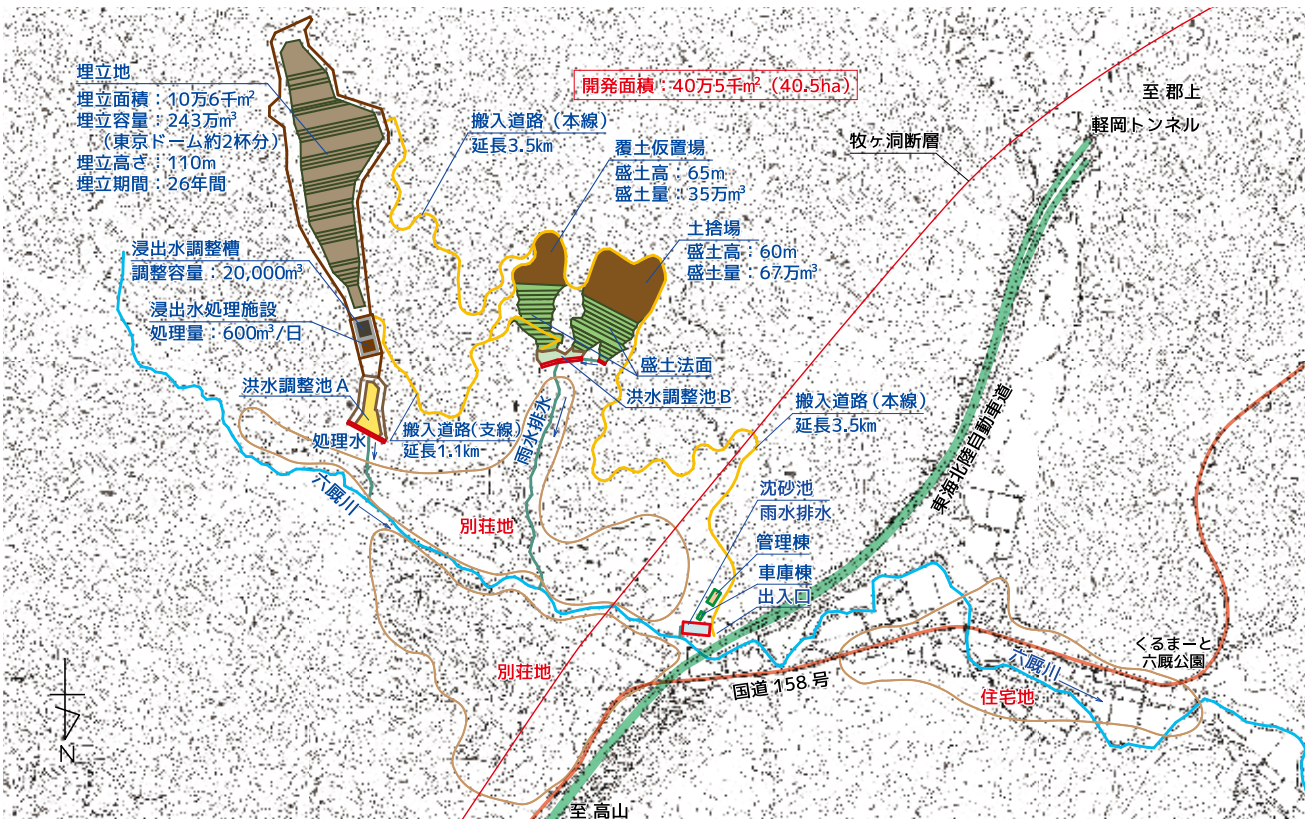 埋立地
埋立面積：10万6千m²
埋立容量：243万m³
（東京ドーム約2杯分）
埋立高さ：110m
埋立期間：26年間
開発面積：40万5千m²（40.5ha）
搬入道路（本線）
延長3.5km
覆土仮置場
盛土高：65m
盛土量：35万m³
土捨場
盛土高：60m
盛土量：67万m³
牧ヶ洞断層
至 郡上
軽岡トンネル
浸出水調整槽
調整容量：20,000m³
浸出水処理施設
処理量：600m³/日
洪水調整池A
処理水
搬入道路(支線)
延長1.1km
雨水排水
盛土法面
洪水調整池B
搬入道路（本線）
延長3.5km
東海北陸自動車道
六厩川
別荘地
沈砂池
雨水排水
管理棟
車庫棟
出入口
別荘地
国道158号
くるまーと
六厩公園
六厩川
住宅地
至 高山
N